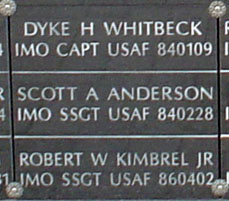 DYKE H WHITBECK
IMO CAPT USAF 840109
SCOTT A ANDERSON
IMO SSGT USAF 840228
ROBERT W KIMBREL JR
IMO SSGT USAF 860402